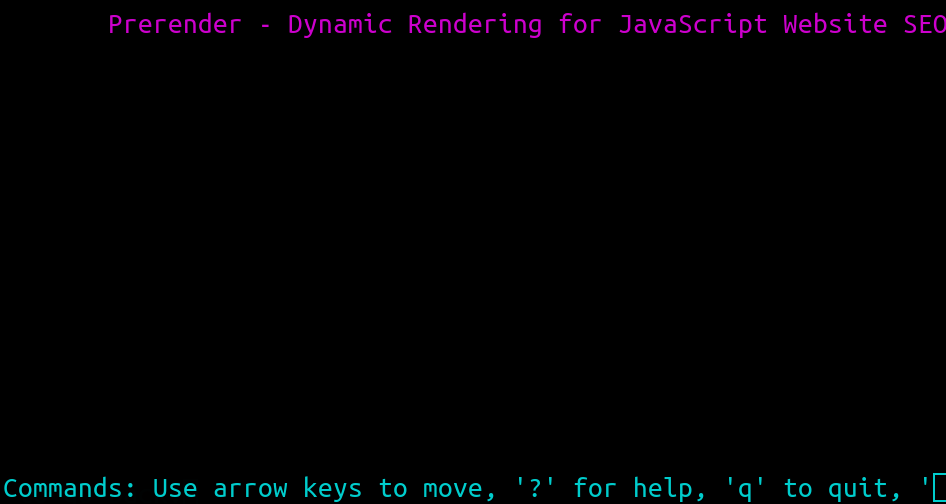 Prerender - Dynamic Rendering for JavaScript Website SEO
Commands: Use arrow keys to move, '?' for help, 'q' to quit, '